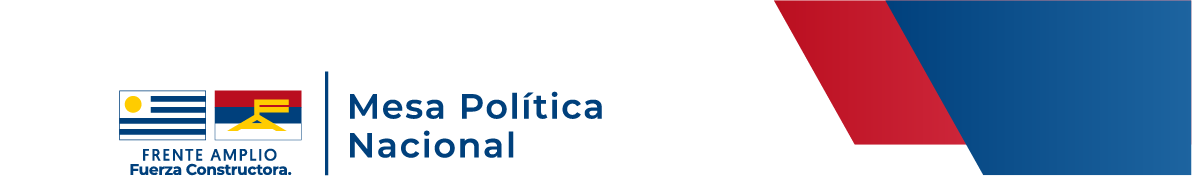 FRENTE AMPLIO
Fuerza Constructora.
Mesa Política
Nacional